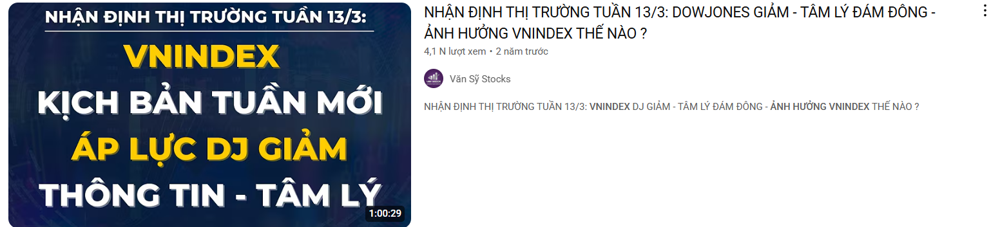 NHẬN ĐỊNH THỊ TRƯỜNG TUẦN 13/3:
VNINDEX
KỊCH BẢN TUẦN MỚI
ÁP LỰC DJ GIẢM
THÔNG TIN - TÂM LÝ
1:00:29
NHẬN ĐỊNH THỊ TRƯỜNG TUẦN 13/3: DOWJONES GIẢM - TÂM LÝ ĐÁM ĐÔNG -
ẢNH HƯỞNG VNINDEX THẾ NÀO ?
4,1 N lượt xem • 2 năm trước
Văn Sỹ Stocks
NHẬN ĐỊNH THỊ TRƯỜNG TUẦN 13/3: VNINDEX DJ GIẢM - TÂM LÝ ĐÁM ĐÔNG - ẢNH HƯỞNG VNINDEX THẾ NÀO ?